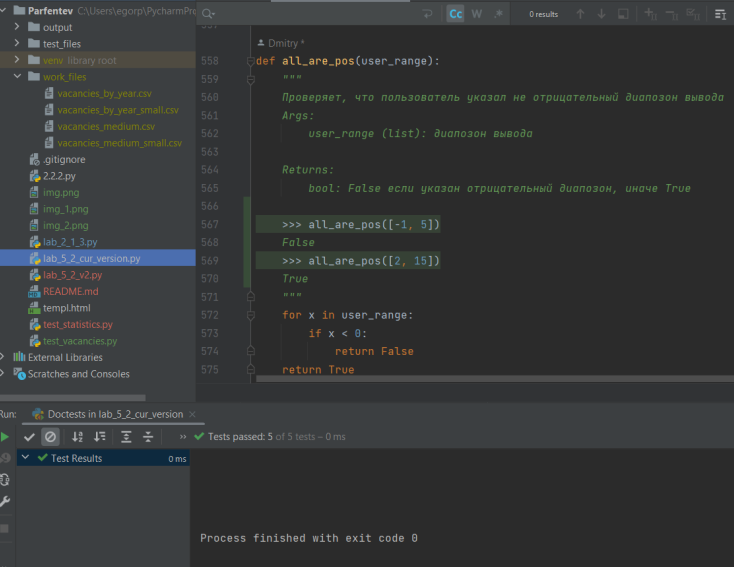 Parfentev C:\Users\egorp\PycharmPro
output
test_files
venv library root
work_files
vacancies_by_year.csv
vacancies_by_year_small.csv
vacancies_medium.csv
vacancies_medium_small.csv
.gitignore
2.2.2.py
img.png
img_1.png
img_2.png
lab_2_1_3.py
lab_5_2_cur_version.py
lab_5_2_v2.py
README.md
templ.html
test_statistics.py
test_vacancies.py
External Libraries
Scratches and Consoles
Cc W .* 0 results
Dmitry *
558 def all_are_pos(user_range):
559 """
560 Проверяет, что пользователь указал не отрицательный диапозон вывода
561 Args:
562 user_range (list): диапозон вывода
563
564 Returns:
565 bool: False если указан отрицательный диапозон, иначе True
566
567 >>> all_are_pos([-1, 5])
568 False
569 >>> all_are_pos([2, 15])
570 True
571 """
572 for x in user_range:
573 if x < 0:
574 return False
575 return True
Run: Doctests in lab_5_2_cur_version
Tests passed: 5 of 5 tests – 0 ms
Test Results 0 ms
Process finished with exit code 0